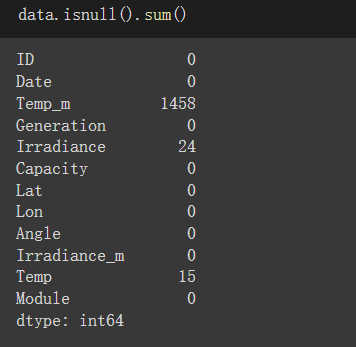 data.isnull().sum()
ID 0
Date 0
Temp_m 1458
Generation 0
Irradiance 24
Capacity 0
Lat 0
Lon 0
Angle 0
Irradiance_m 0
Temp 15
Module 0
dtype: int64